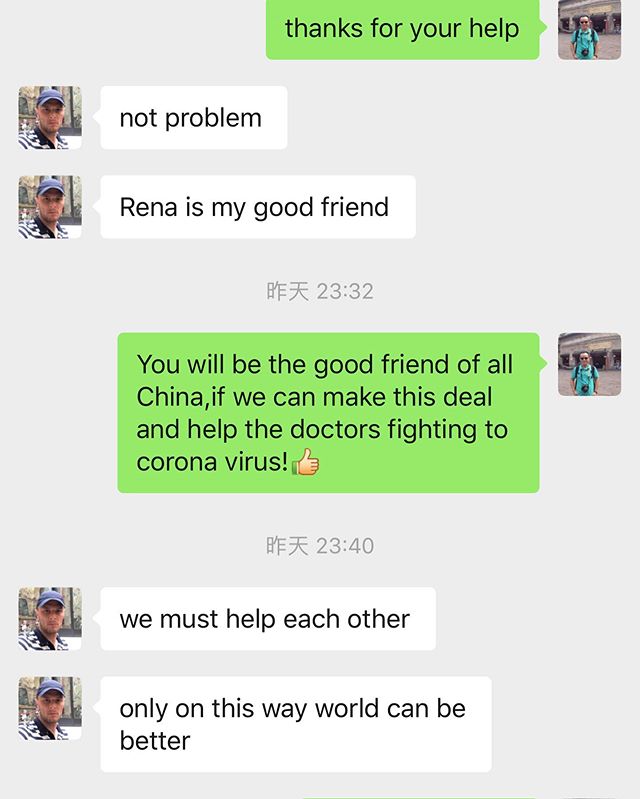 thanks for your help
not problem
Rena is my good friend
昨天 23:32
You will be the good friend of all
China,if we can make this deal
and help the doctors fighting to
corona virus!👍
昨天 23:40
we must help each other
only on this way world can be
better